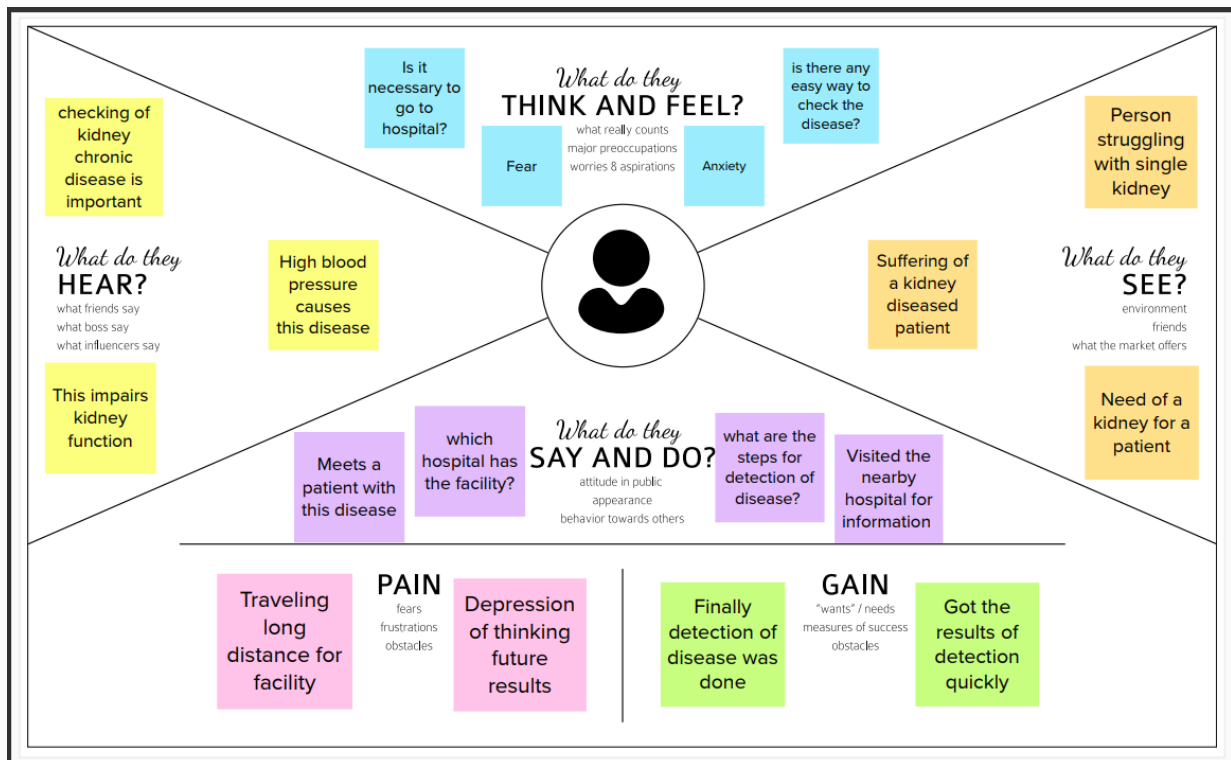 Is it
necessary to
go to
hospital?
What do they
THINK AND FEEL?
what really counts
major preoccupations
worries & aspirations
Fear
Anxiety
is there any
easy way to
check the
disease?
checking of
kidney
chronic
disease is
important
What do they
HEAR?
what friends say
what boss say
what influencers say
High blood
pressure
causes
this disease
This impairs
kidney
function
Person
struggling
with single
kidney
Suffering of
a kidney
diseased
patient
What do they
SEE?
environment
friends
what the market offers
Need of a
kidney for a
patient
Meets a
patient with
this disease
which
hospital has
the facility?
What do they
SAY AND DO?
attitude in public
appearance
behavior towards others
what are the
steps for
detection of
disease?
Visited the
nearby
hospital for
information
Traveling
long
distance for
facility
PAIN
fears
frustrations
obstacles
Depression
of thinking
future
results
Finally
detection of
disease was
done
GAIN
"wants" / needs
measures of success
obstacles
Got the
results of
detection
quickly